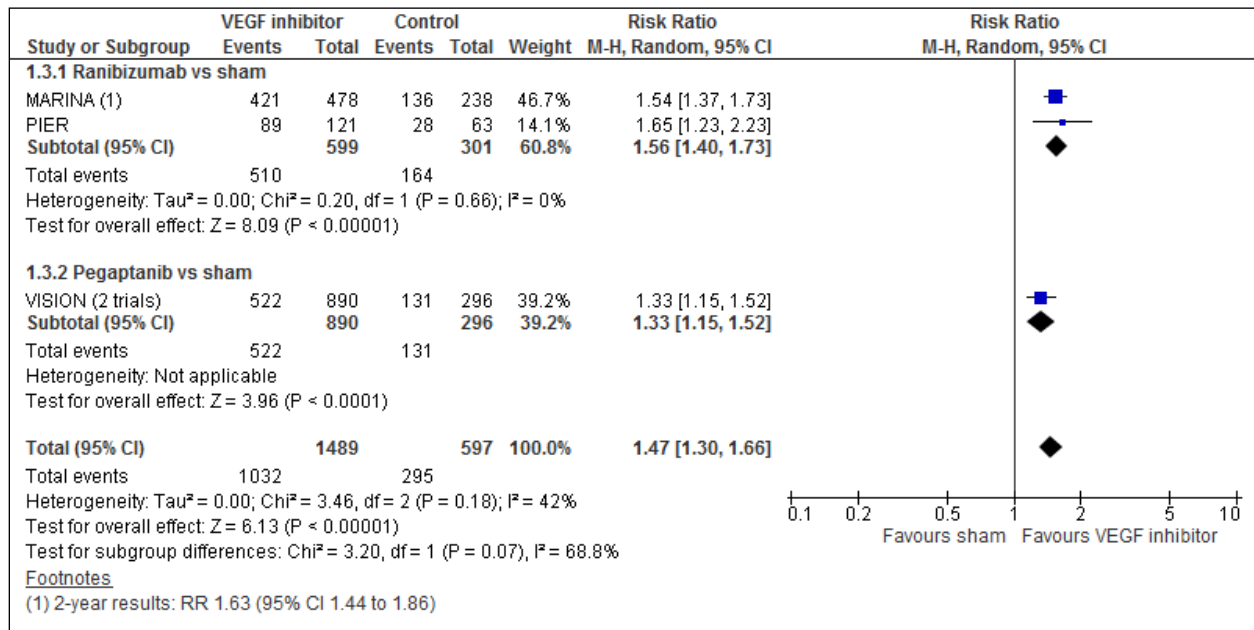 VEGF inhibitor Control Risk Ratio Risk Ratio
Study or Subgroup Events Total Events Total Weight M-H, Random, 95% CI M-H, Random, 95% CI
1.3.1 Ranibizumab vs sham
MARINA (1) 421 478 136 238 46.7% 1.54 [1.37, 1.73]
PIER 89 121 28 63 14.1% 1.65 [1.23, 2.23]
Subtotal (95% CI) 599 301 60.8% 1.56 [1.40, 1.73]
Total events 510 164
Heterogeneity: Tau² = 0.00; Chi² = 0.20, df = 1 (P = 0.66); I² = 0%
Test for overall effect: Z = 8.09 (P < 0.00001)
1.3.2 Pegaptanib vs sham
VISION (2 trials) 522 890 131 296 39.2% 1.33 [1.15, 1.52]
Subtotal (95% CI) 890 296 39.2% 1.33 [1.15, 1.52]
Total events 522 131
Heterogeneity: Not applicable
Test for overall effect: Z = 3.96 (P < 0.0001)
Total (95% CI) 1489 597 100.0% 1.47 [1.30, 1.66]
Total events 1032 295
Heterogeneity: Tau² = 0.00; Chi² = 3.46, df = 2 (P = 0.18); I² = 42%
Test for overall effect: Z = 6.13 (P < 0.00001)
Test for subgroup differences: Chi² = 3.20, df = 1 (P = 0.07), I² = 68.8%
0.1 0.2 0.5 1 2 5 10
Favours sham Favours VEGF inhibitor
Footnotes
(1) 2-year results: RR 1.63 (95% CI 1.44 to 1.86)